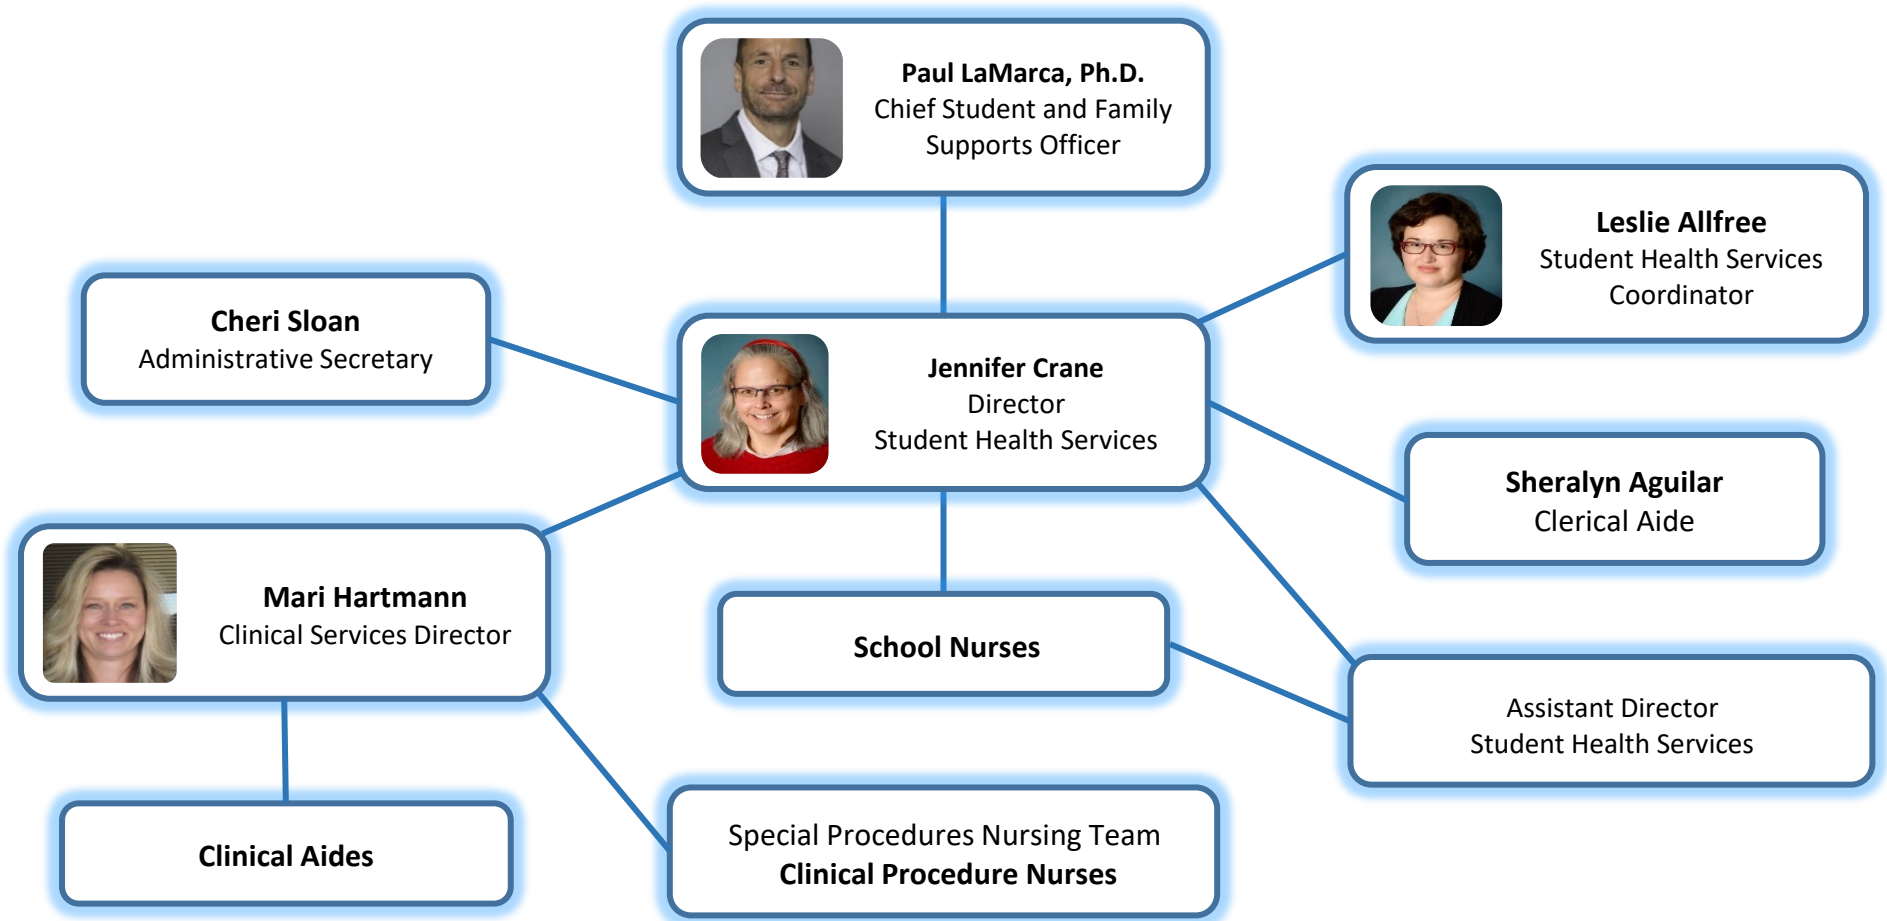 Paul LaMarca, Ph.D.
Chief Student and Family
Supports Officer
Leslie Allfree
Student Health Services
Coordinator
Cheri Sloan
Administrative Secretary
Jennifer Crane
Director
Student Health Services
Sheralyn Aguilar
Clerical Aide
Mari Hartmann
Clinical Services Director
School Nurses
Assistant Director
Student Health Services
Clinical Aides
Special Procedures Nursing Team
Clinical Procedure Nurses